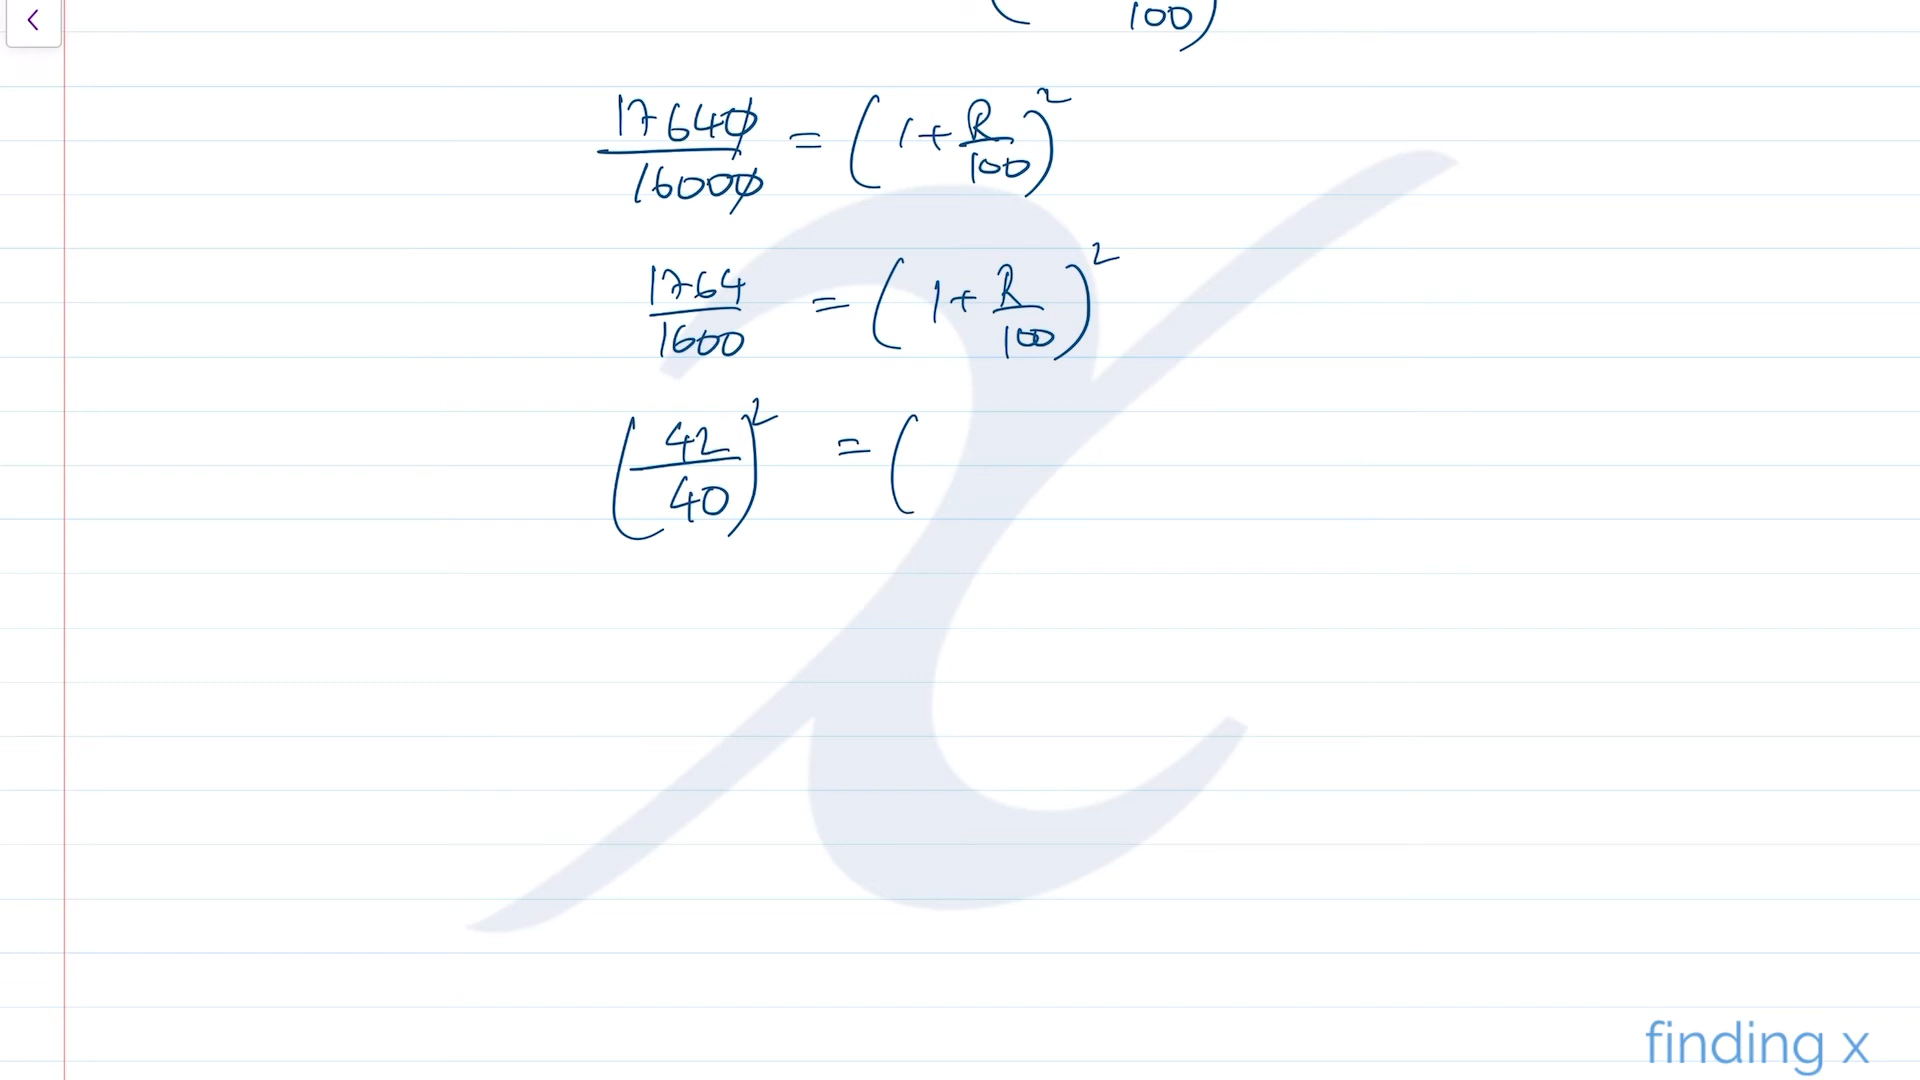 100)
17640/16000 = (1 + R/100)²
1764/1600 = (1 + R/100)²
(42/40)² = (
finding x